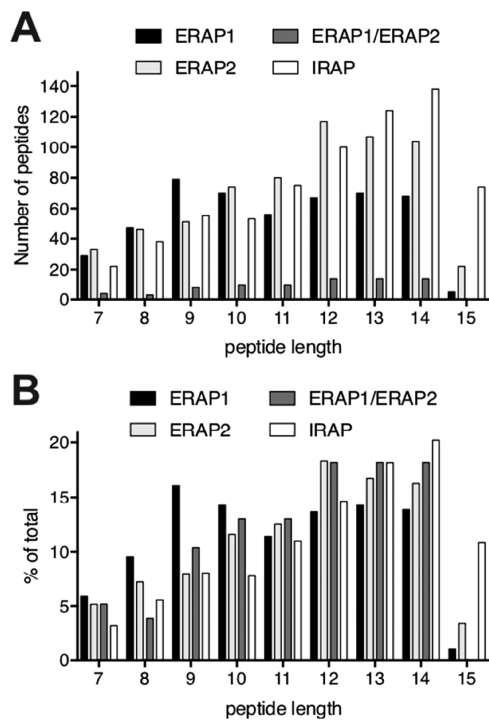 A
ERAP1 ERAP1/ERAP2
ERAP2 IRAP
Number of peptides
140
120
100
80
60
40
20
0
7 8 9 10 11 12 13 14 15
peptide length
B
ERAP1 ERAP1/ERAP2
ERAP2 IRAP
% of total
20
15
10
5
0
7 8 9 10 11 12 13 14 15
peptide length